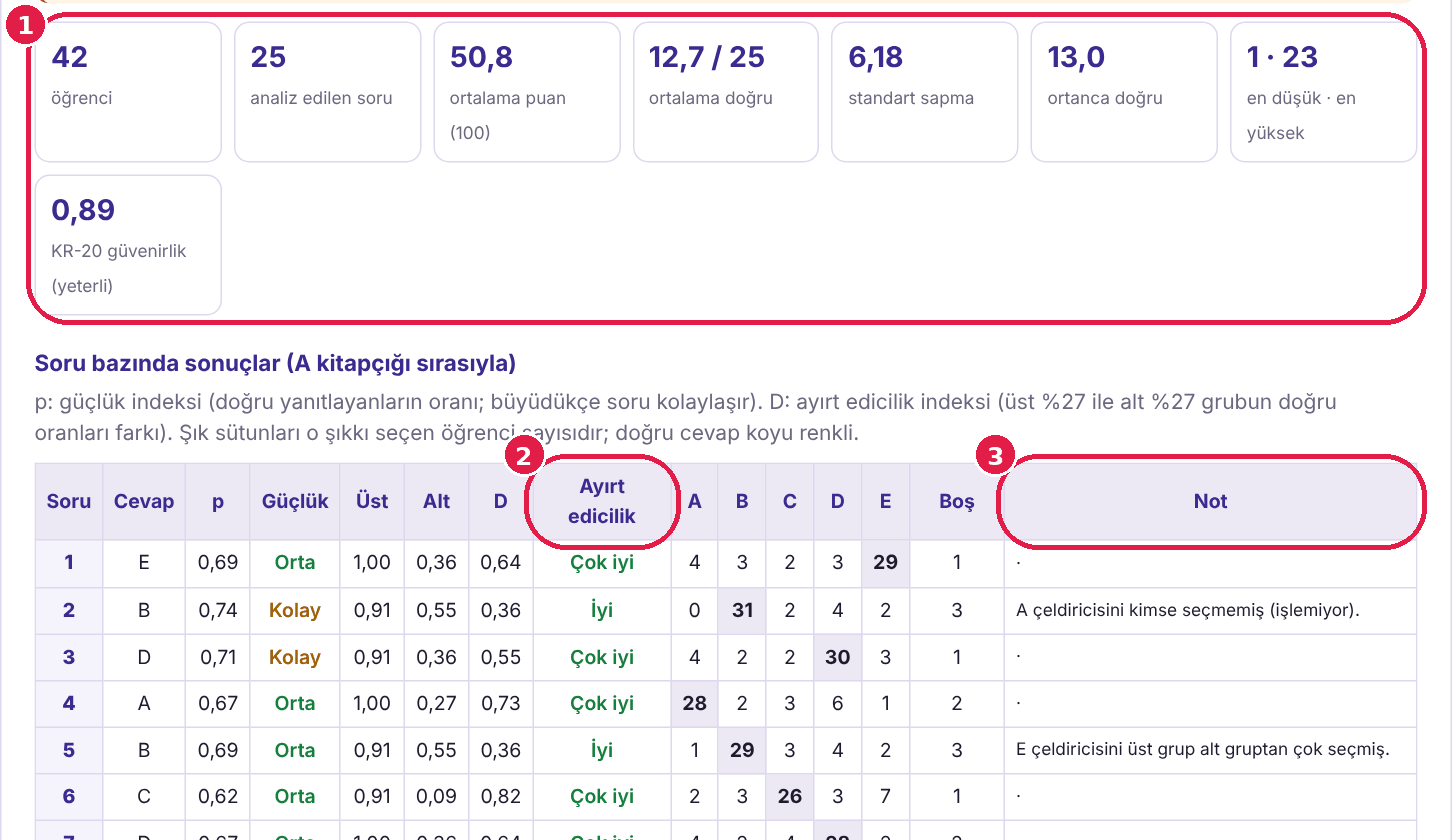 1
42
öğrenci
25
analiz edilen soru
50,8
ortalama puan
(100)
12,7 / 25
ortalama doğru
6,18
standart sapma
13,0
ortanca doğru
1 · 23
en düşük · en
yüksek
0,89
KR-20 güvenirlik
(yeterli)
Soru bazında sonuçlar (A kitapçığı sırasıyla)
p: güçlük indeksi (doğru yanıtlayanların oranı; büyüdükçe soru kolaylaşır). D: ayırt edicilik indeksi (üst %27 ile alt %27 grubun doğru
oranları farkı). Şık sütunları o şıkkı seçen öğrenci sayısıdır; doğru cevap koyu renkli.
2
3
Soru Cevap p Güçlük Üst Alt D Ayırt edicilik A B C D E Boş Not
1 E 0,69 Orta 1,00 0,36 0,64 Çok iyi 4 3 2 3 29 1 ·
2 B 0,74 Kolay 0,91 0,55 0,36 İyi 0 31 2 4 2 3 A çeldiricisini kimse seçmemiş (işlemiyor).
3 D 0,71 Kolay 0,91 0,36 0,55 Çok iyi 4 2 2 30 3 1 ·
4 A 0,67 Orta 1,00 0,27 0,73 Çok iyi 28 2 3 6 1 2 ·
5 B 0,69 Orta 0,91 0,55 0,36 İyi 1 29 3 4 2 3 E çeldiricisini üst grup alt gruptan çok seçmiş.
6 C 0,62 Orta 0,91 0,09 0,82 Çok iyi 2 3 26 3 7 1 ·